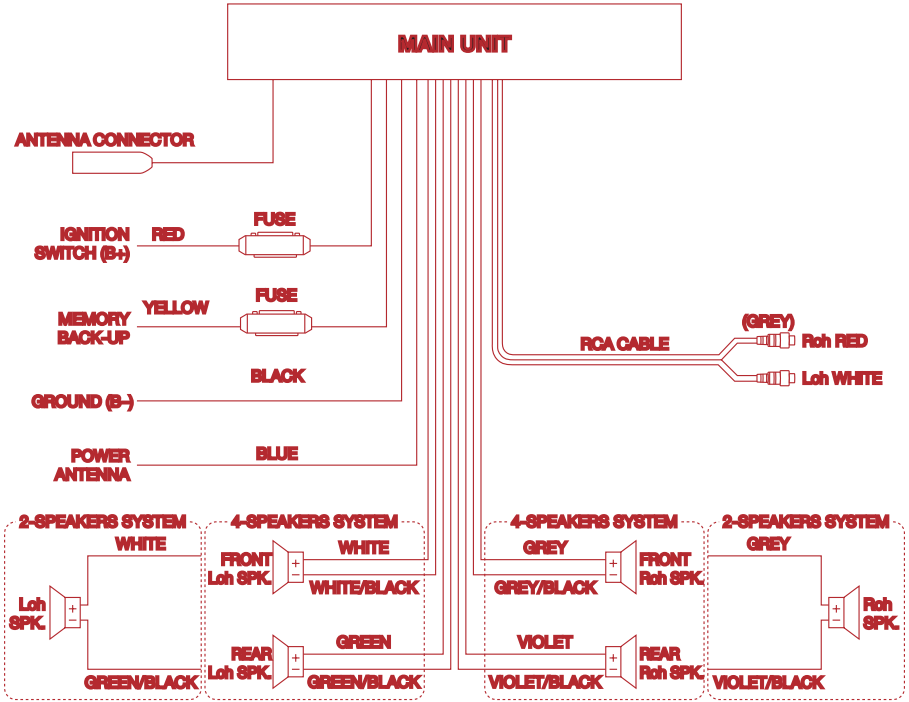 MAIN UNIT
ANTENNA CONNECTOR
FUSE
IGNITION
SWITCH (B+)
RED
FUSE
MEMORY
BACK-UP
YELLOW
(GREY)
RCA CABLE
Rch RED
Lch WHITE
BLACK
GROUND (B-)
BLUE
POWER
ANTENNA
2-SPEAKERS SYSTEM
WHITE
Lch
SPK.
+
-
GREEN/BLACK
4-SPEAKERS SYSTEM
FRONT
Lch SPK.
+
-
WHITE
WHITE/BLACK
REAR
Lch SPK.
+
-
GREEN
GREEN/BLACK
4-SPEAKERS SYSTEM
GREY
GREY/BLACK
+
-
FRONT
Rch SPK.
VIOLET
VIOLET/BLACK
+
-
REAR
Rch SPK.
2-SPEAKERS SYSTEM
GREY
+
-
Rch
SPK.
VIOLET/BLACK